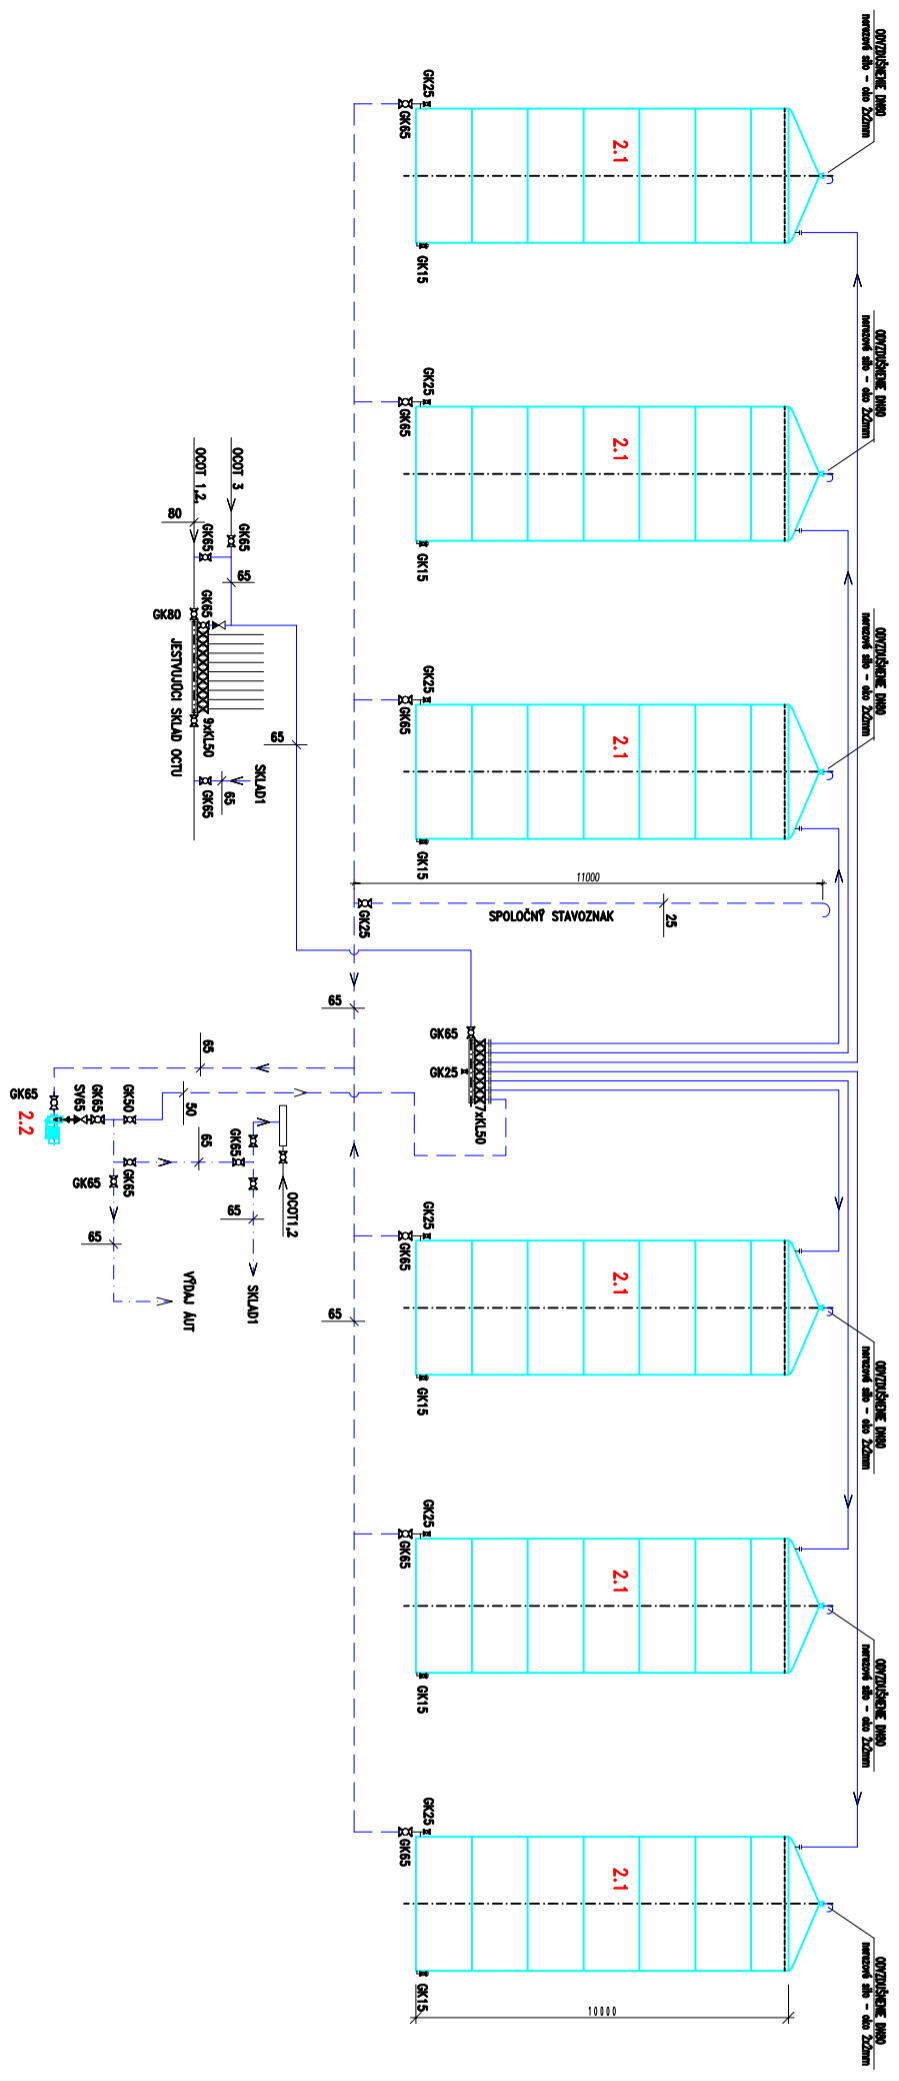 ODVZDUŠNENIE DN80
nerezové sito – oko 2x2mm
ODVZDUŠNENIE DN80
nerezové sito – oko 2x2mm
ODVZDUŠNENIE DN80
nerezové sito – oko 2x2mm
ODVZDUŠNENIE DN80
nerezové sito – oko 2x2mm
ODVZDUŠNENIE DN80
nerezové sito – oko 2x2mm
ODVZDUŠNENIE DN80
nerezové sito – oko 2x2mm
2.1
2.1
2.1
2.1
2.1
2.1
GK25
GK65
GK15
GK25
GK65
GK15
GK25
GK65
GK15
GK25
GK65
GK15
GK25
GK65
GK15
GK25
GK65
GK15
10000
11000
SPOLOČNÝ STAVOZNAK
25
GK25
GK65
GK25
7xKL50
65
65
65
OCOT 3
OCOT 1,2,
80
GK65
GK65
65
GK65
GK80
9xKL50
JESTVUJÚCI SKLAD OCTU
SKLAD1
65
GK65
65
50
GK50
GK65
SV65
GK65
2.2
GK65
65
GK65
GK65
65
OCOT1,2
65
SKLAD1
VÝDAJ ÁUT